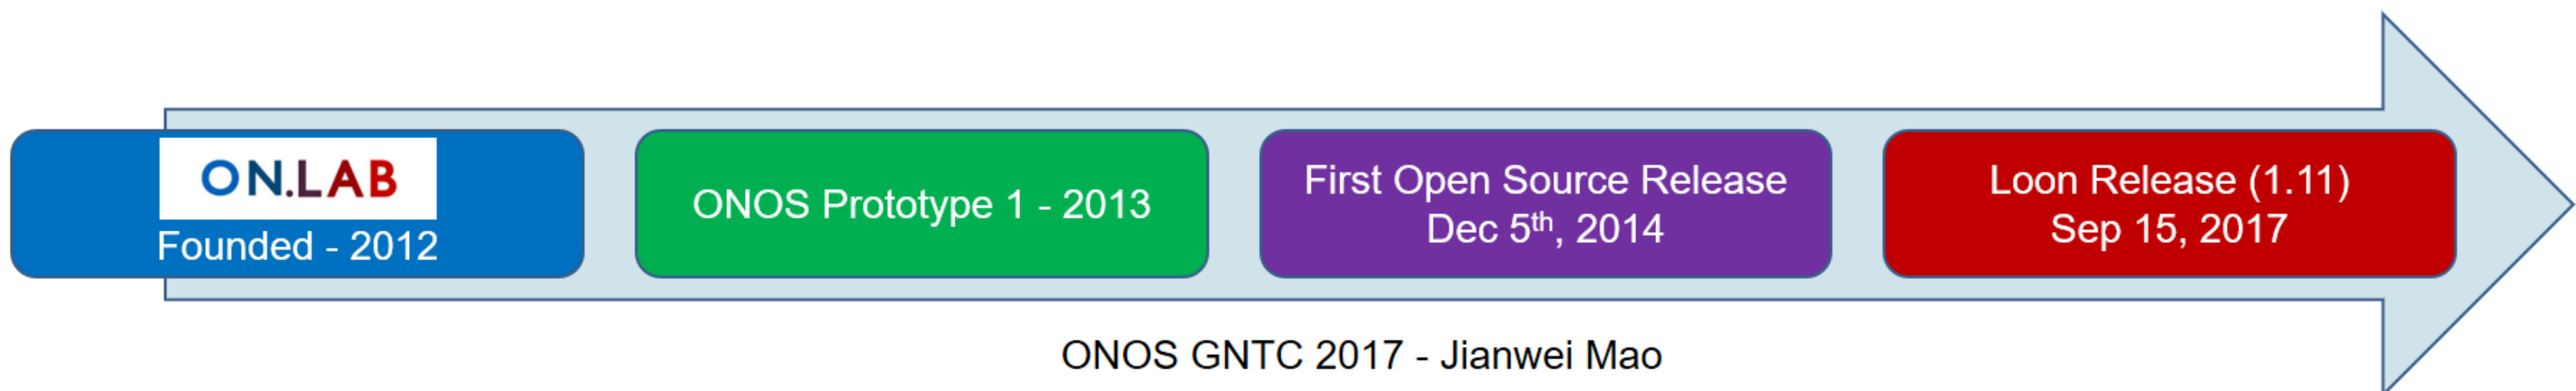 ON.LAB
Founded - 2012
ONOS Prototype 1 - 2013
First Open Source Release
Dec 5th, 2014
Loon Release (1.11)
Sep 15, 2017
ONOS GNTC 2017 - Jianwei Mao